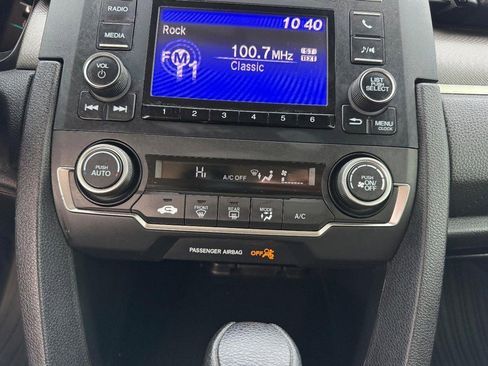 RADIO
MEDIA
VOL
Rock
10 40
100.7MHz
ST
Classic
FM
11
1 2 3 4 5 6
LIST
SELECT
MENU
CLOCK
PUSH
AUTO
Hi
A/C OFF
PUSH
ON/
OFF
FRONT
REAR
MODE
A/C
PASSENGER AIRBAG
OFF